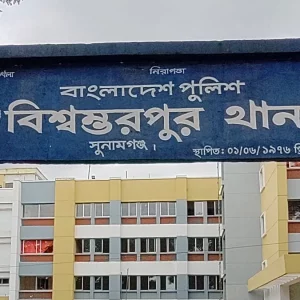 নিরাপত্তা
বাংলাদেশ পুলিশ
বিশ্বম্ভরপুর থানা
সুনামগঞ্জ।
স্থাপিত: ০১/০৬/১৯৭৬